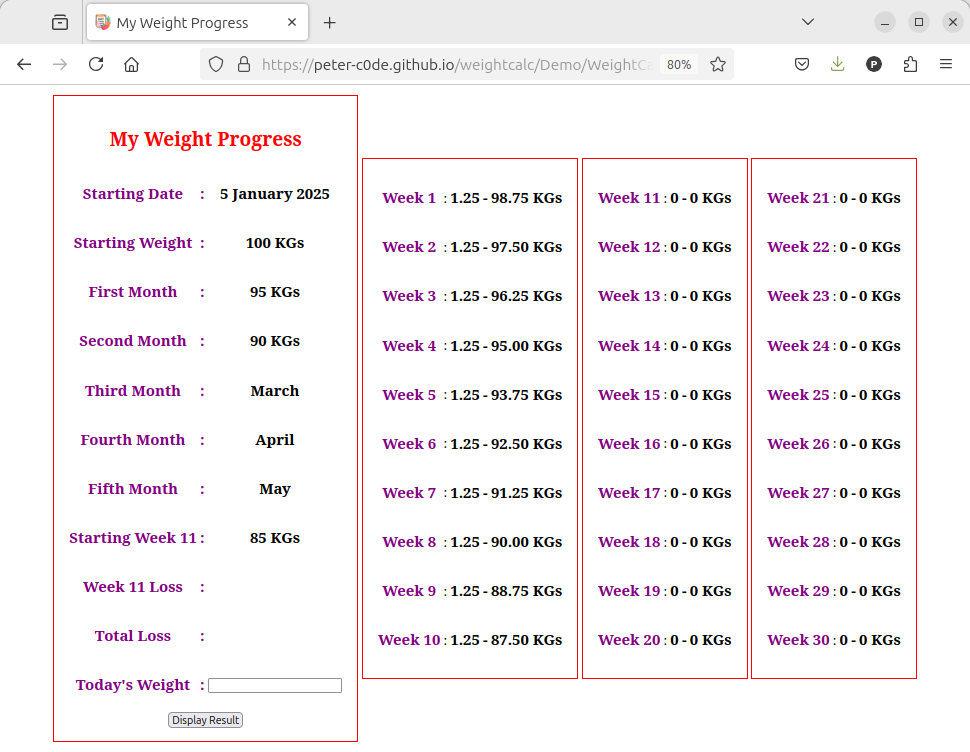 My Weight Progress
https://peter-c0de.github.io/weightcalc/Demo/WeightCa
80%
P
My Weight Progress
Starting Date : 5 January 2025
Starting Weight : 100 KGs
First Month : 95 KGs
Second Month : 90 KGs
Third Month : March
Fourth Month : April
Fifth Month : May
Starting Week 11 : 85 KGs
Week 11 Loss :
Total Loss :
Today's Weight :
Display Result
Week 1 : 1.25 - 98.75 KGs
Week 2 : 1.25 - 97.50 KGs
Week 3 : 1.25 - 96.25 KGs
Week 4 : 1.25 - 95.00 KGs
Week 5 : 1.25 - 93.75 KGs
Week 6 : 1.25 - 92.50 KGs
Week 7 : 1.25 - 91.25 KGs
Week 8 : 1.25 - 90.00 KGs
Week 9 : 1.25 - 88.75 KGs
Week 10 : 1.25 - 87.50 KGs
Week 11 : 0 - 0 KGs
Week 12 : 0 - 0 KGs
Week 13 : 0 - 0 KGs
Week 14 : 0 - 0 KGs
Week 15 : 0 - 0 KGs
Week 16 : 0 - 0 KGs
Week 17 : 0 - 0 KGs
Week 18 : 0 - 0 KGs
Week 19 : 0 - 0 KGs
Week 20 : 0 - 0 KGs
Week 21 : 0 - 0 KGs
Week 22 : 0 - 0 KGs
Week 23 : 0 - 0 KGs
Week 24 : 0 - 0 KGs
Week 25 : 0 - 0 KGs
Week 26 : 0 - 0 KGs
Week 27 : 0 - 0 KGs
Week 28 : 0 - 0 KGs
Week 29 : 0 - 0 KGs
Week 30 : 0 - 0 KGs